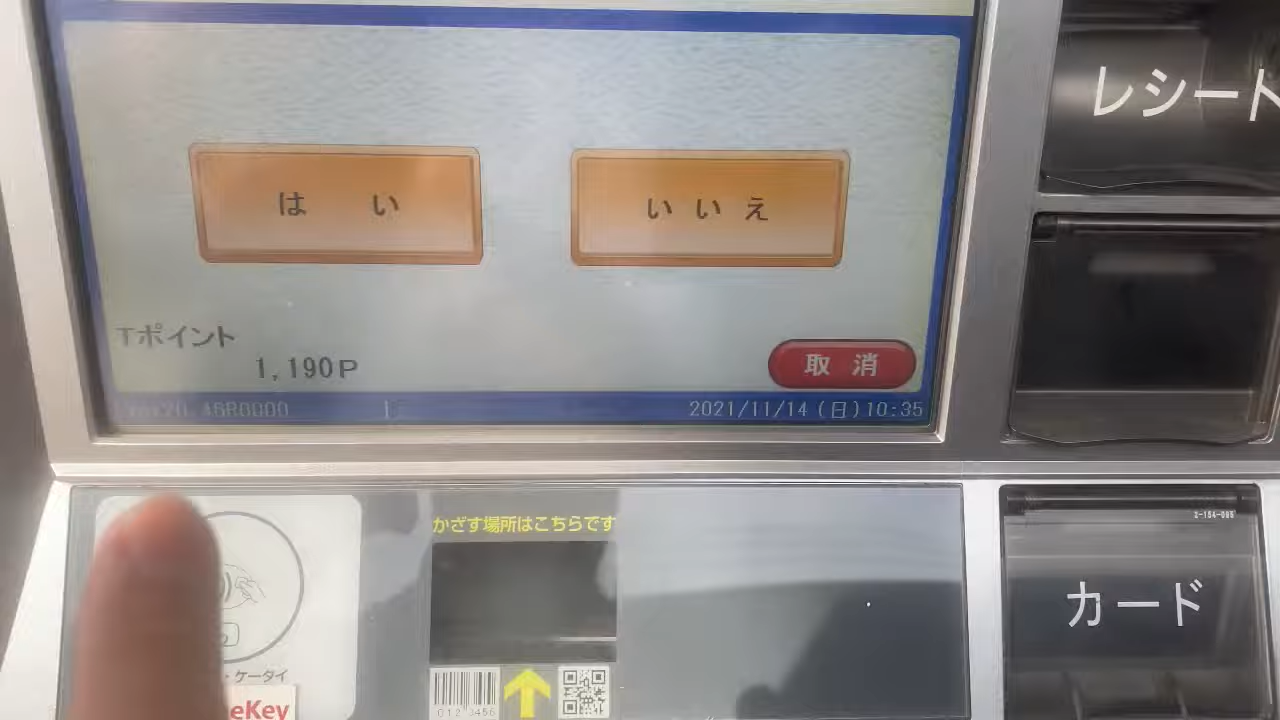 レシート
は い
いいえ
Tポイント
1,190P
取 消
2021/11/14(日)10:35
かざす場所はこちらです
カード
・ケータイ
eKey